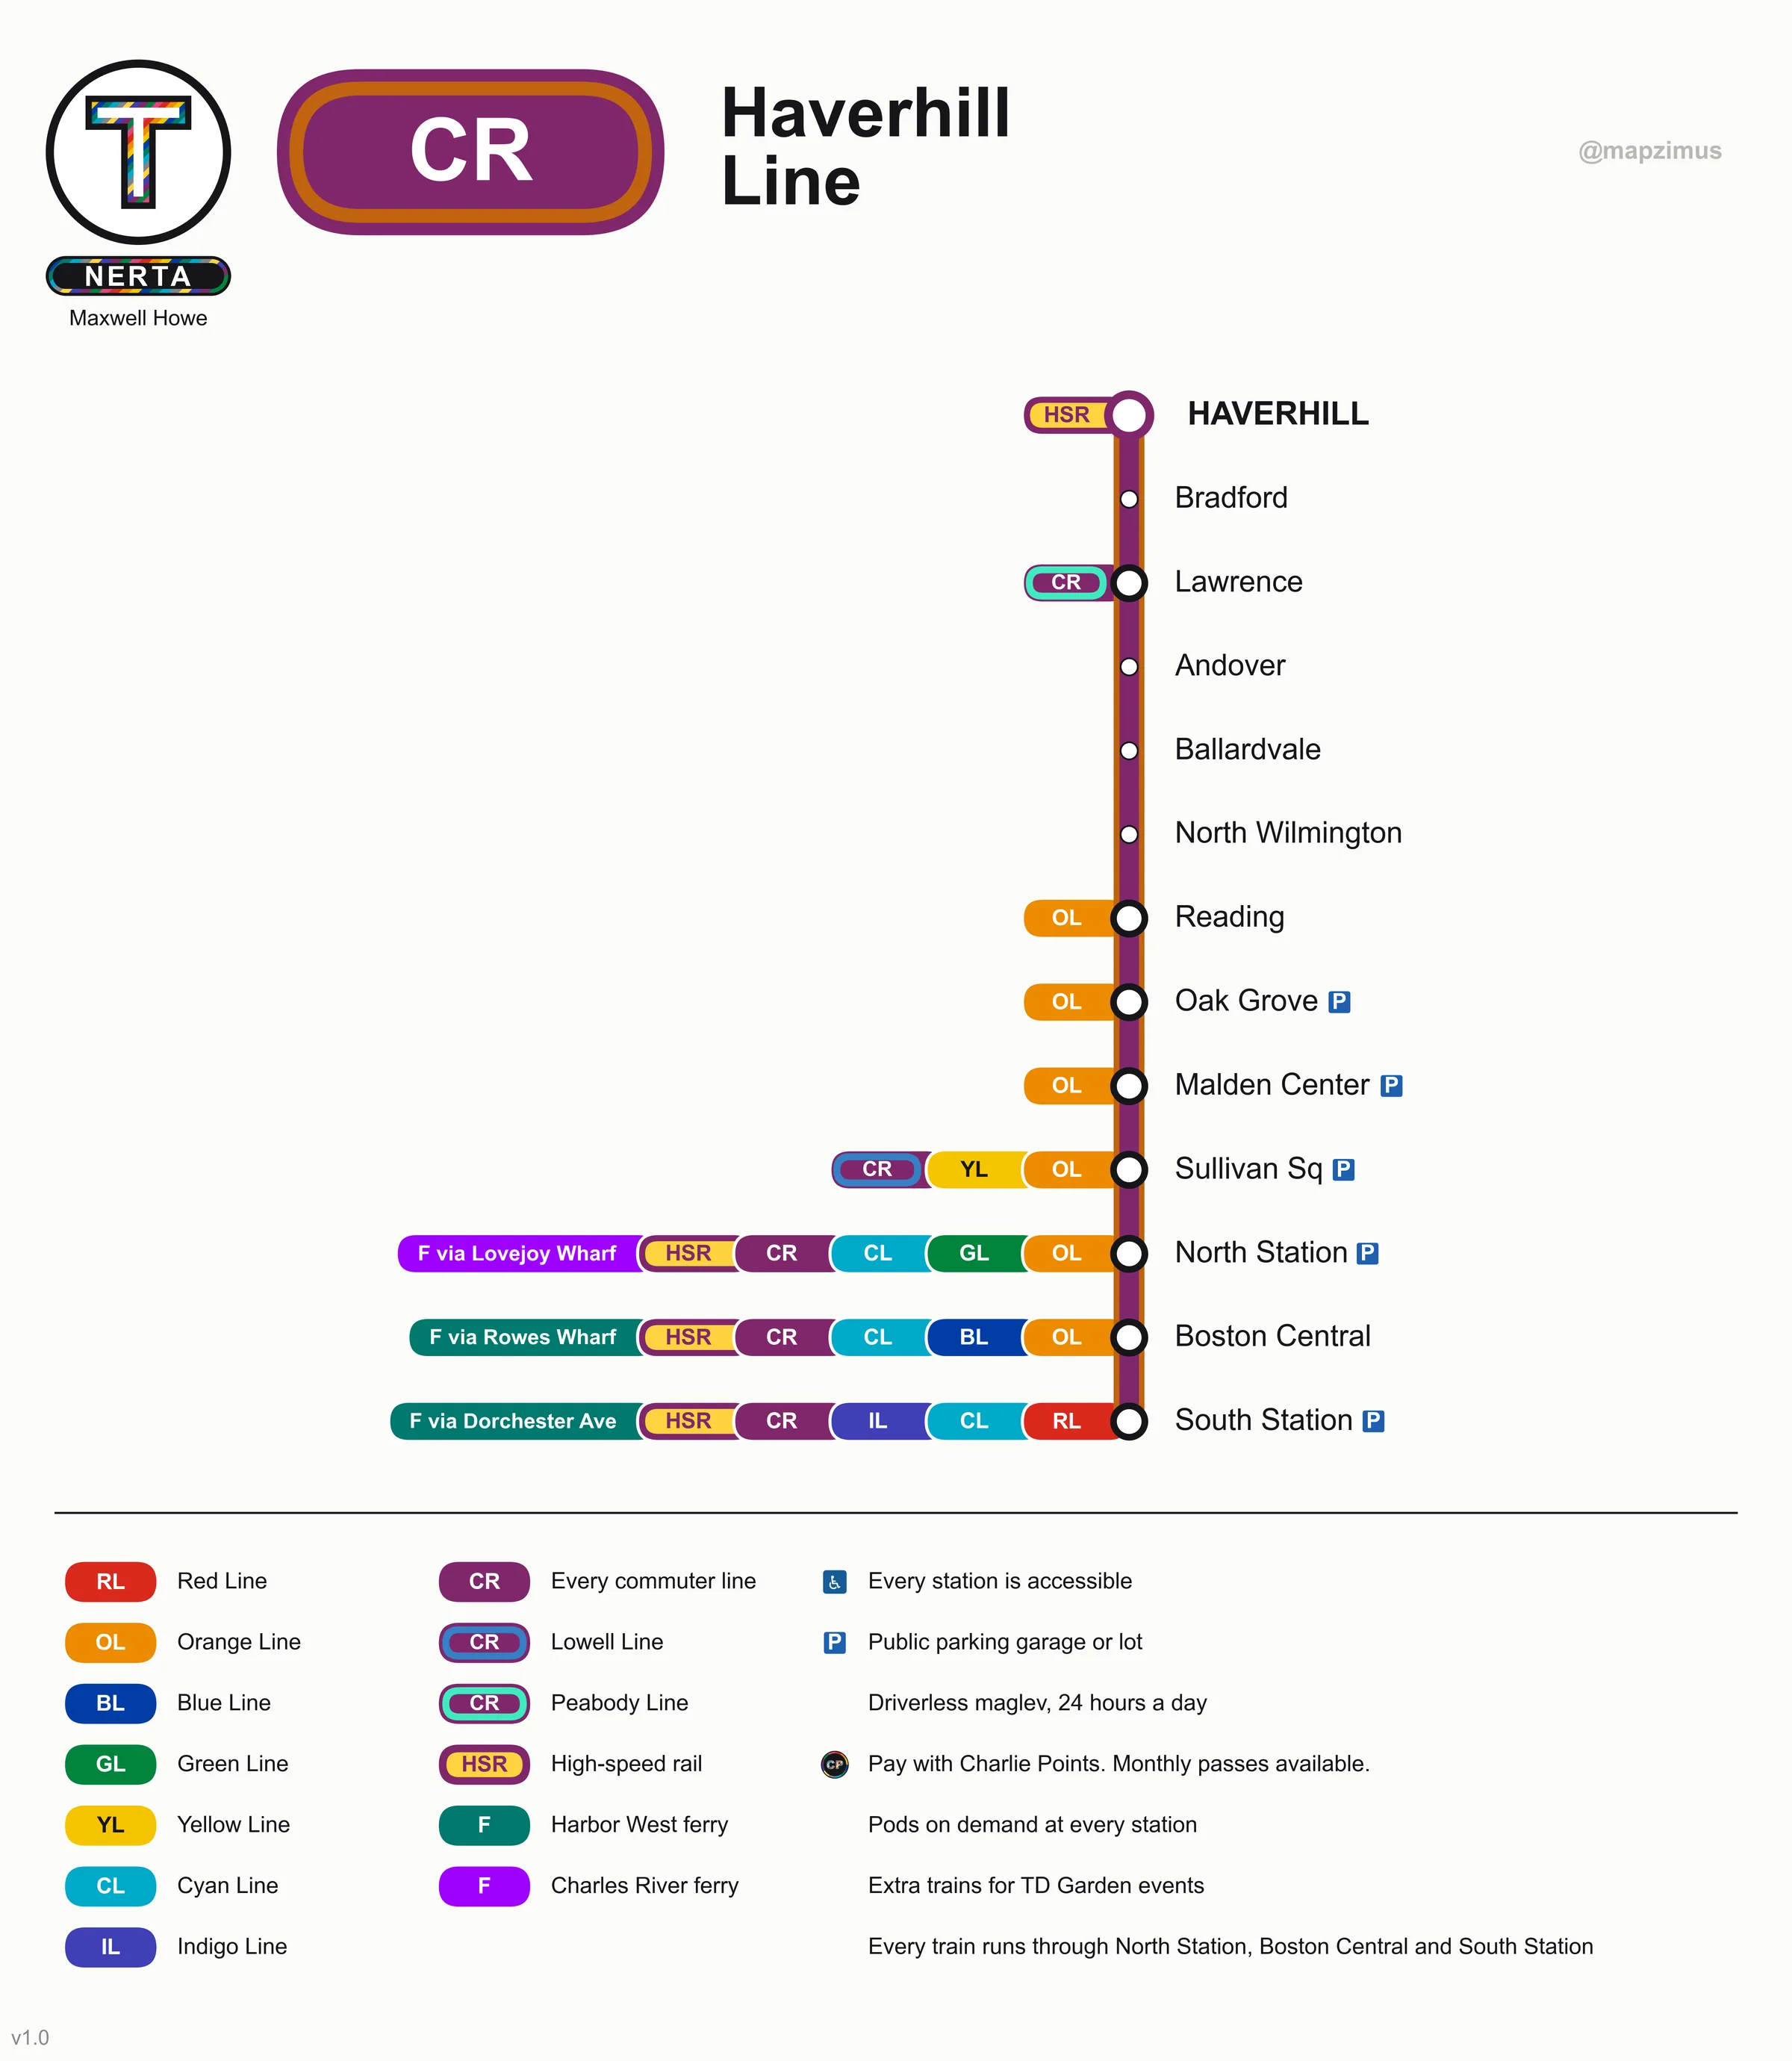 T
NERTA
Maxwell Howe
CR
Haverhill
Line
@mapzimus
HSR HAVERHILL
Bradford
CR Lawrence
Andover
Ballardvale
North Wilmington
OL Reading
OL Oak Grove P
OL Malden Center P
CR YL OL Sullivan Sq P
F via Lovejoy Wharf HSR CR CL GL OL North Station P
F via Rowes Wharf HSR CR CL BL OL Boston Central
F via Dorchester Ave HSR CR IL CL RL South Station P
RL Red Line
OL Orange Line
BL Blue Line
GL Green Line
YL Yellow Line
CL Cyan Line
IL Indigo Line
CR Every commuter line
CR Lowell Line
CR Peabody Line
HSR High-speed rail
F Harbor West ferry
F Charles River ferry
Every station is accessible
P Public parking garage or lot
Driverless maglev, 24 hours a day
CP Pay with Charlie Points. Monthly passes available.
Pods on demand at every station
Extra trains for TD Garden events
Every train runs through North Station, Boston Central and South Station
v1.0